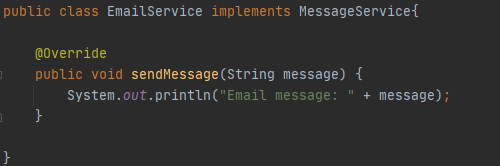 public class EmailService implements MessageService{
@Override
public void sendMessage(String message) {
System.out.println("Email message: " + message);
}
}